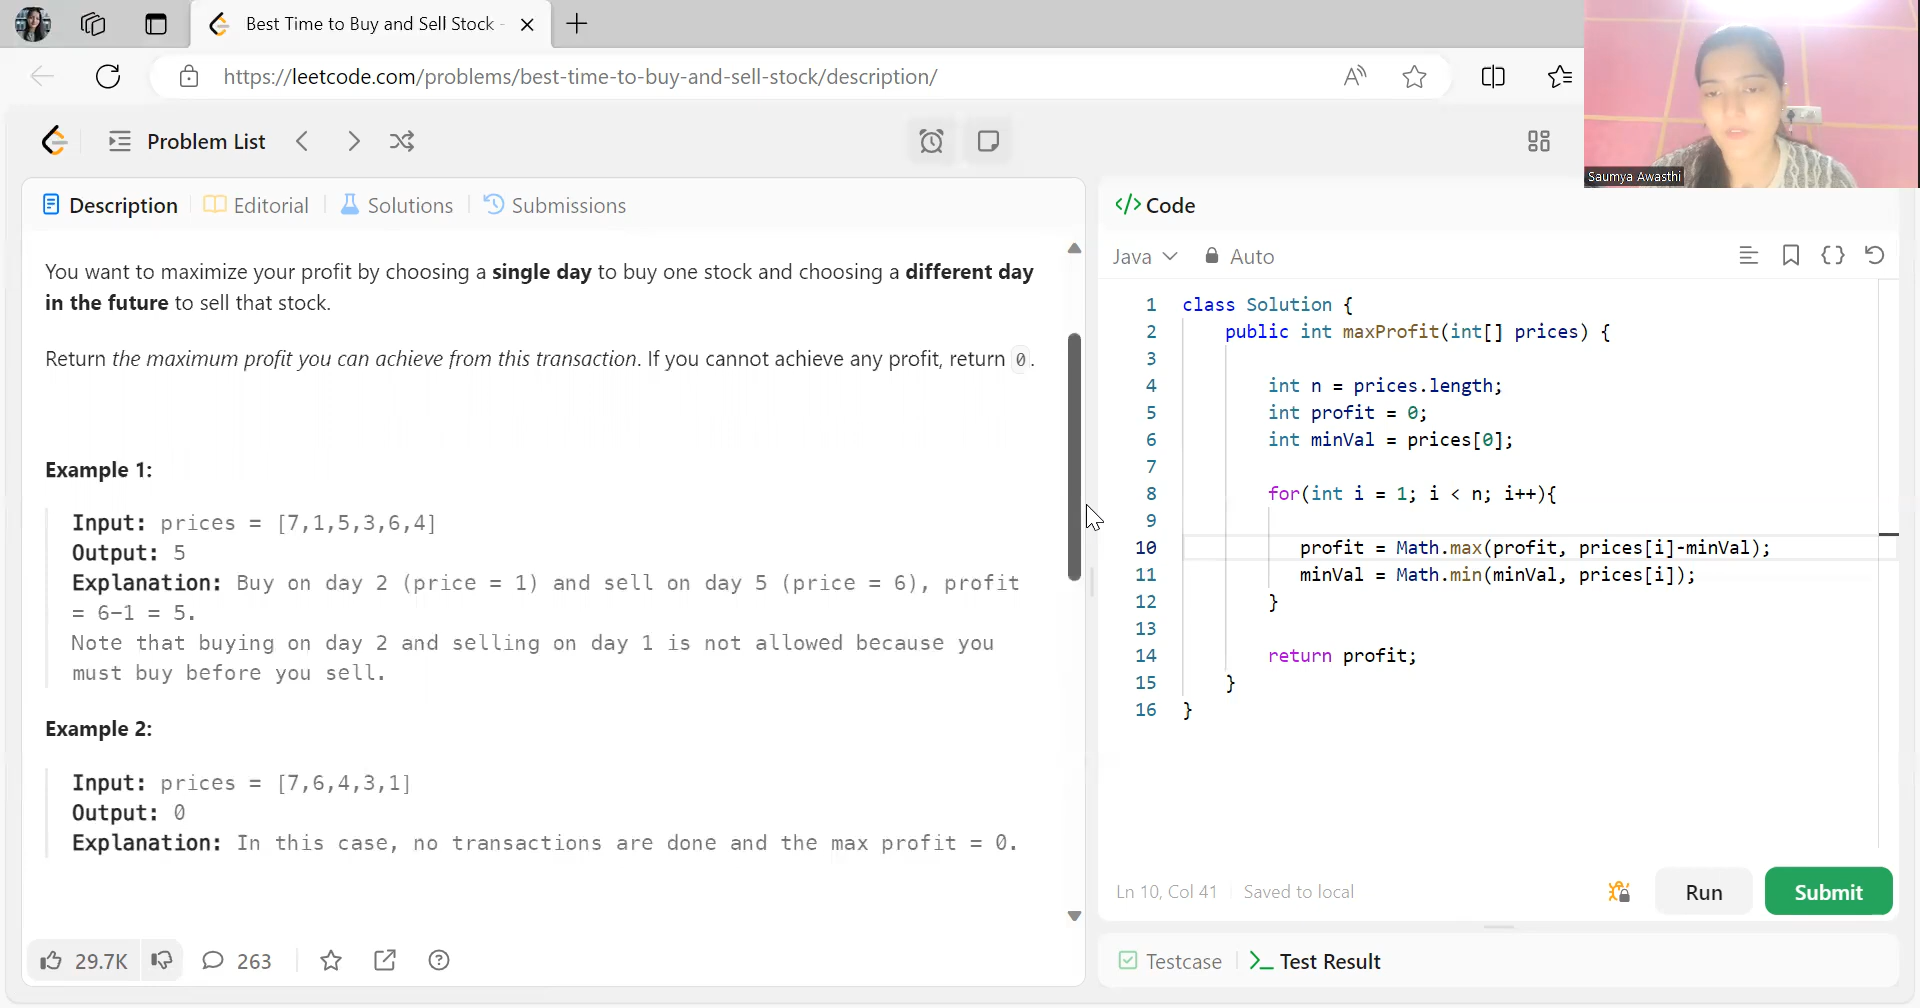 Best Time to Buy and Sell Stock -
https://leetcode.com/problems/best-time-to-buy-and-sell-stock/description/
Saumya Awasthi
Problem List
Description
Editorial
Solutions
Submissions
You want to maximize your profit by choosing a single day to buy one stock and choosing a different day
in the future to sell that stock.
Return the maximum profit you can achieve from this transaction. If you cannot achieve any profit, return 0.
Example 1:
Input: prices = [7,1,5,3,6,4]
Output: 5
Explanation: Buy on day 2 (price = 1) and sell on day 5 (price = 6), profit
= 6-1 = 5.
Note that buying on day 2 and selling on day 1 is not allowed because you
must buy before you sell.
Example 2:
Input: prices = [7,6,4,3,1]
Output: 0
Explanation: In this case, no transactions are done and the max profit = 0.
29.7K
263
</> Code
Java
Auto
1 class Solution {
2 public int maxProfit(int[] prices) {
3
4 int n = prices.length;
5 int profit = 0;
6 int minVal = prices[0];
7
8 for(int i = 1; i < n; i++){
9
10 profit = Math.max(profit, prices[i]-minVal);
11 minVal = Math.min(minVal, prices[i]);
12 }
13
14 return profit;
15 }
16 }
Ln 10, Col 41
Saved to local
Run
Submit
Testcase
Test Result